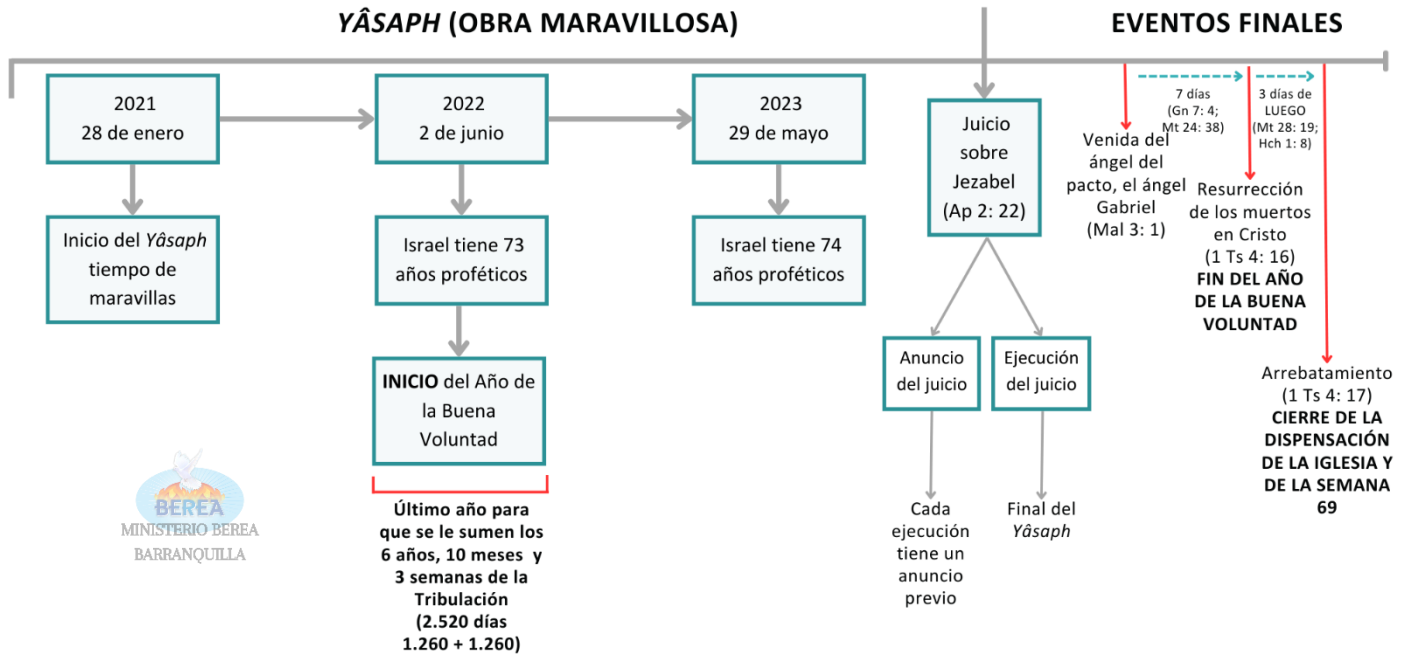 YÂSAPH (OBRA MARAVILLOSA)
EVENTOS FINALES
2021
28 de enero
2022
2 de junio
2023
29 de mayo
Inicio del Yâsaph
tiempo de
maravillas
Israel tiene 73
años proféticos
Israel tiene 74
años proféticos
INICIO del Año de
la Buena
Voluntad
Último año para
que se le sumen los
6 años, 10 meses y
3 semanas de la
Tribulación
(2.520 días
1.260 + 1.260)
Juicio
sobre
Jezabel
(Ap 2: 22)
Anuncio
del juicio
Ejecución
del juicio
Cada
ejecución
tiene un
anuncio
previo
Final del
Yâsaph
7 días
(Gn 7: 4;
Mt 24: 38)
3 días de
LUEGO
(Mt 28: 19;
Hch 1: 8)
Venida del
ángel del
pacto, el ángel
Gabriel
(Mal 3: 1)
Resurrección
de los muertos
en Cristo
(1 Ts 4: 16)
FIN DEL AÑO
DE LA BUENA
VOLUNTAD
Arrebatamiento
(1 Ts 4: 17)
CIERRE DE LA
DISPENSACIÓN
DE LA IGLESIA Y
DE LA SEMANA
69
BEREA
MINISTERIO BEREA
BARRANQUILLA